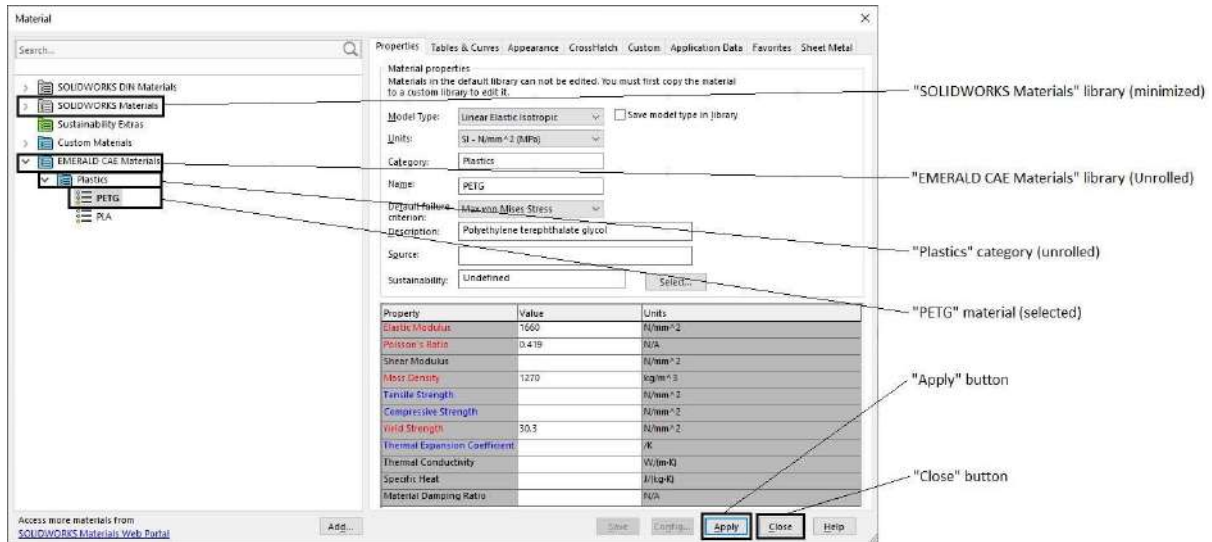 Material
Search...
SOLIDWORKS DIN Materials
SOLIDWORKS Materials
Sustainability Extras
Custom Materials
EMERALD CAE Materials
Plastics
PETG
PLA
Access more materials from
SOLIDWORKS Materials Web Portal
Add...
Properties Tables & Curves Appearance CrossHatch Custom Application Data Favorites Sheet Metal
Material properties
Materials in the default library can not be edited. You must first copy the material
to a custom library to edit it.
Model Type: Linear Elastic Isotropic Save model type in library
Units: SI - N/mm^2 (MPa)
Category: Plastics
Name: PETG
Default failure criterion: Max von Mises Stress
Description: Polyethylene terephthalate glycol
Source:
Sustainability: Undefined Select...
Property Value Units
Elastic Modulus 1660 N/mm^2
Poisson's Ratio 0.419 N/A
Shear Modulus N/mm^2
Mass Density 1270 kg/m^3
Tensile Strength N/mm^2
Compressive Strength N/mm^2
Yield Strength 30.3 N/mm^2
Thermal Expansion Coefficient /K
Thermal Conductivity W/(m·K)
Specific Heat J/(kg·K)
Material Damping Ratio N/A
Save Config... Apply Close Help
"SOLIDWORKS Materials" library (minimized)
"EMERALD CAE Materials" library (Unrolled)
"Plastics" category (unrolled)
"PETG" material (selected)
"Apply" button
"Close" button